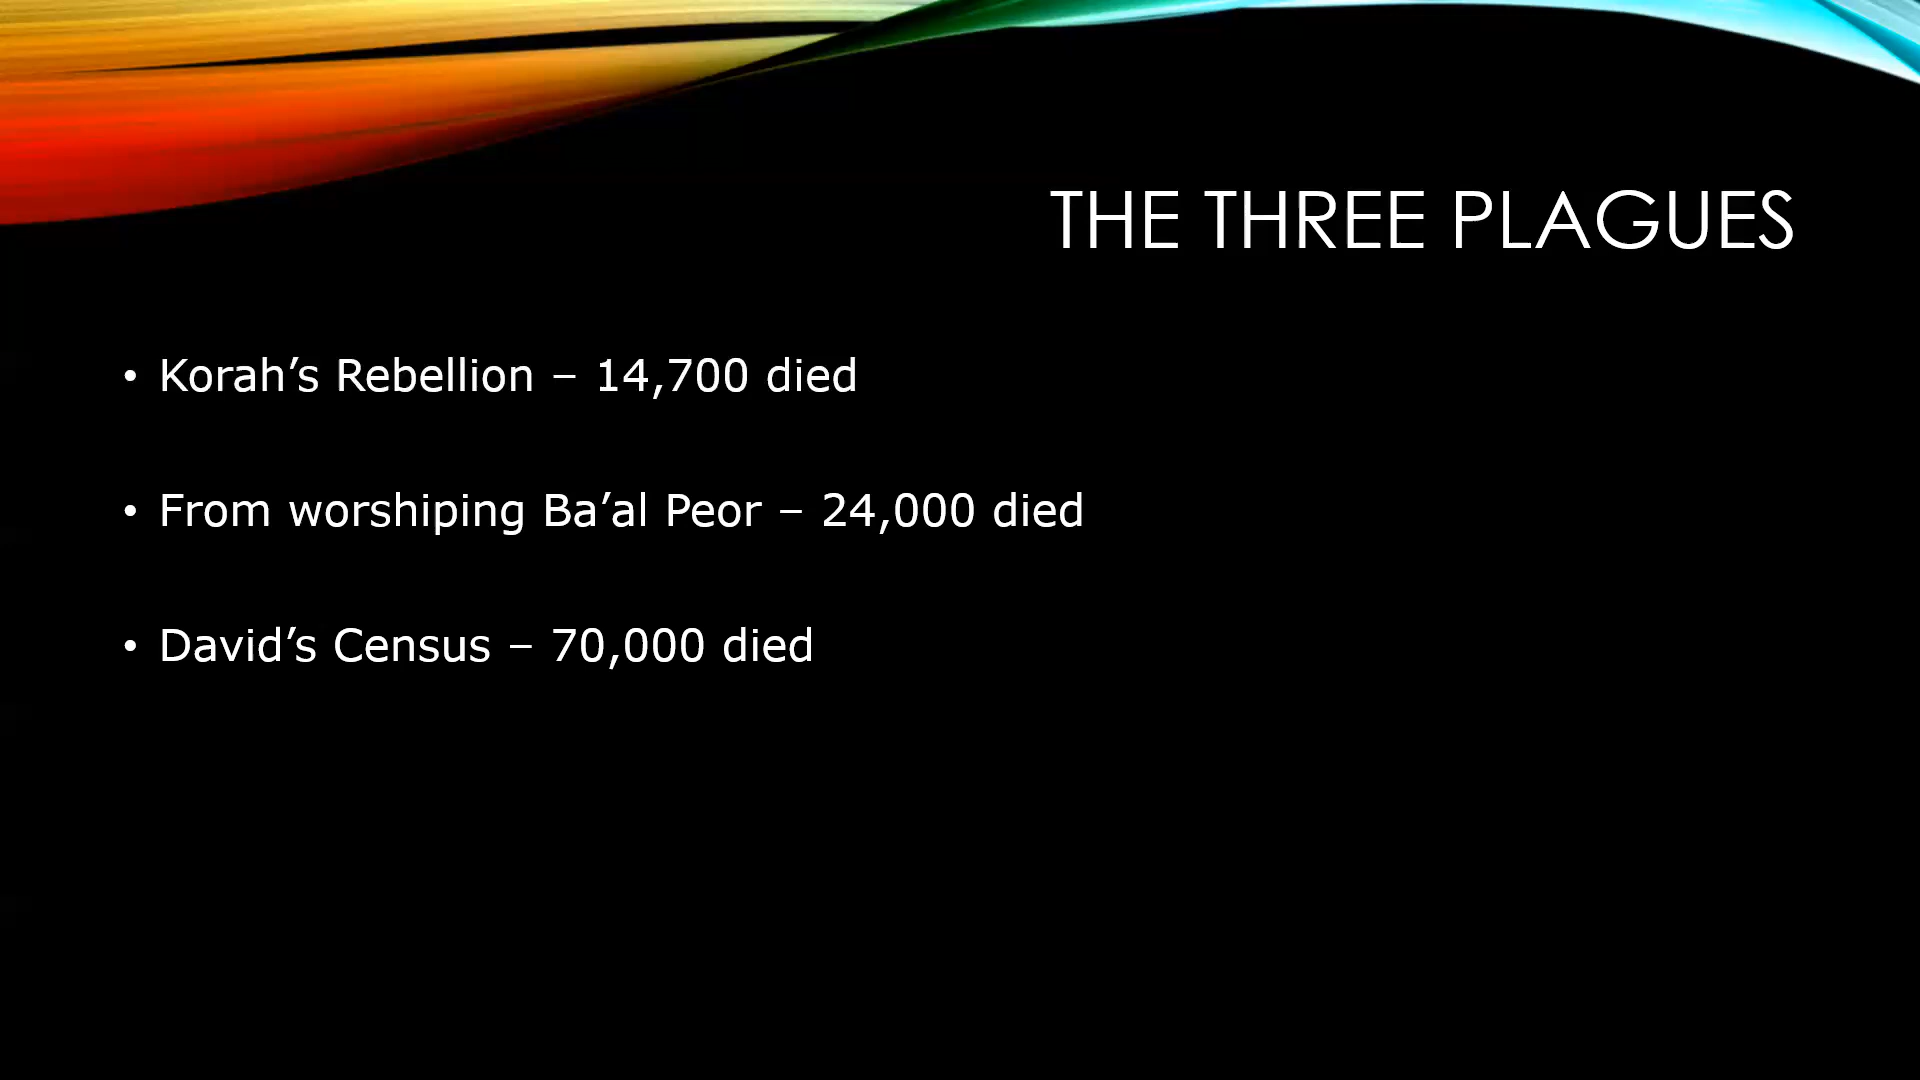 THE THREE PLAGUES
• Korah’s Rebellion – 14,700 died
• From worshiping Ba’al Peor – 24,000 died
• David’s Census – 70,000 died